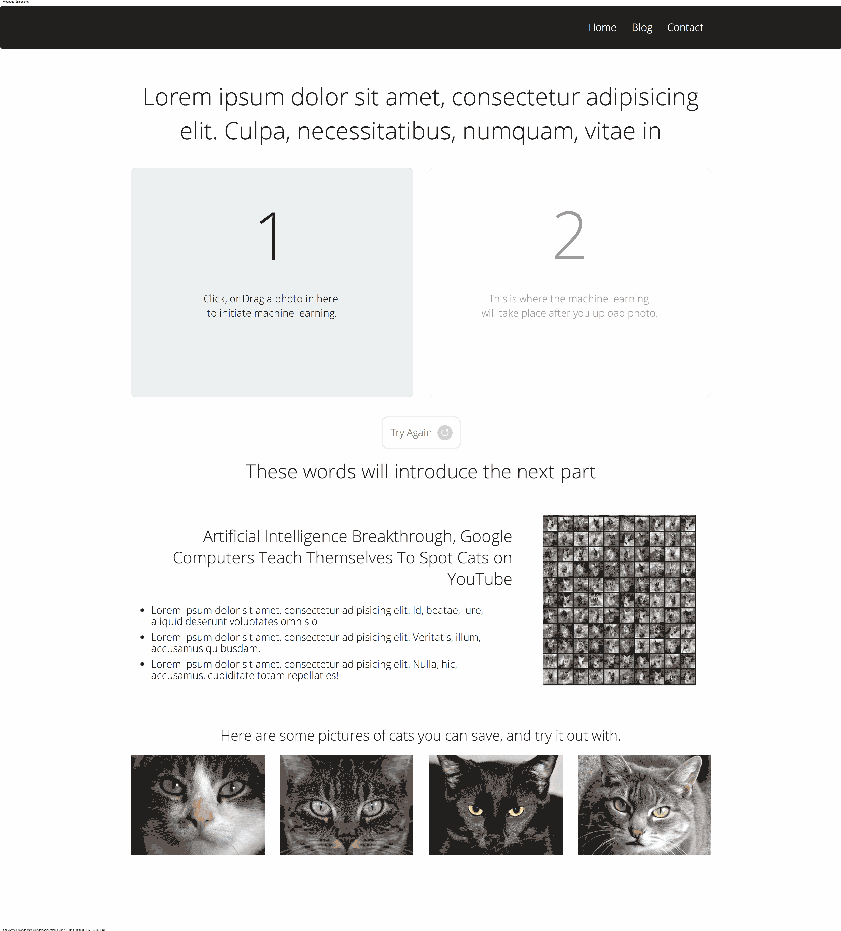 Home Blog Contact
Lorem ipsum dolor sit amet, consectetur adipisicing
elit. Culpa, necessitatibus, numquam, vitae in
1
Click, or Drag a photo in here
to initiate machine learning.
2
This is where the machine learning
will take place after you upload photo.
Try Again
These words will introduce the next part
Artificial Intelligence Breakthrough, Google
Computers Teach Themselves To Spot Cats on
YouTube
• Lorem ipsum dolor sit amet, consectetur adipisicing elit. Id, beatae, iure,
aliquid deserunt voluptates omnis o
• Lorem ipsum dolor sit amet, consectetur adipisicing elit. Veritatis, illum,
accusamus quibusdam.
• Lorem ipsum dolor sit amet, consectetur adipisicing elit. Nulla, hic,
accusamus, cupiditate totam repellat es!
Here are some pictures of cats you can save, and try it out with.